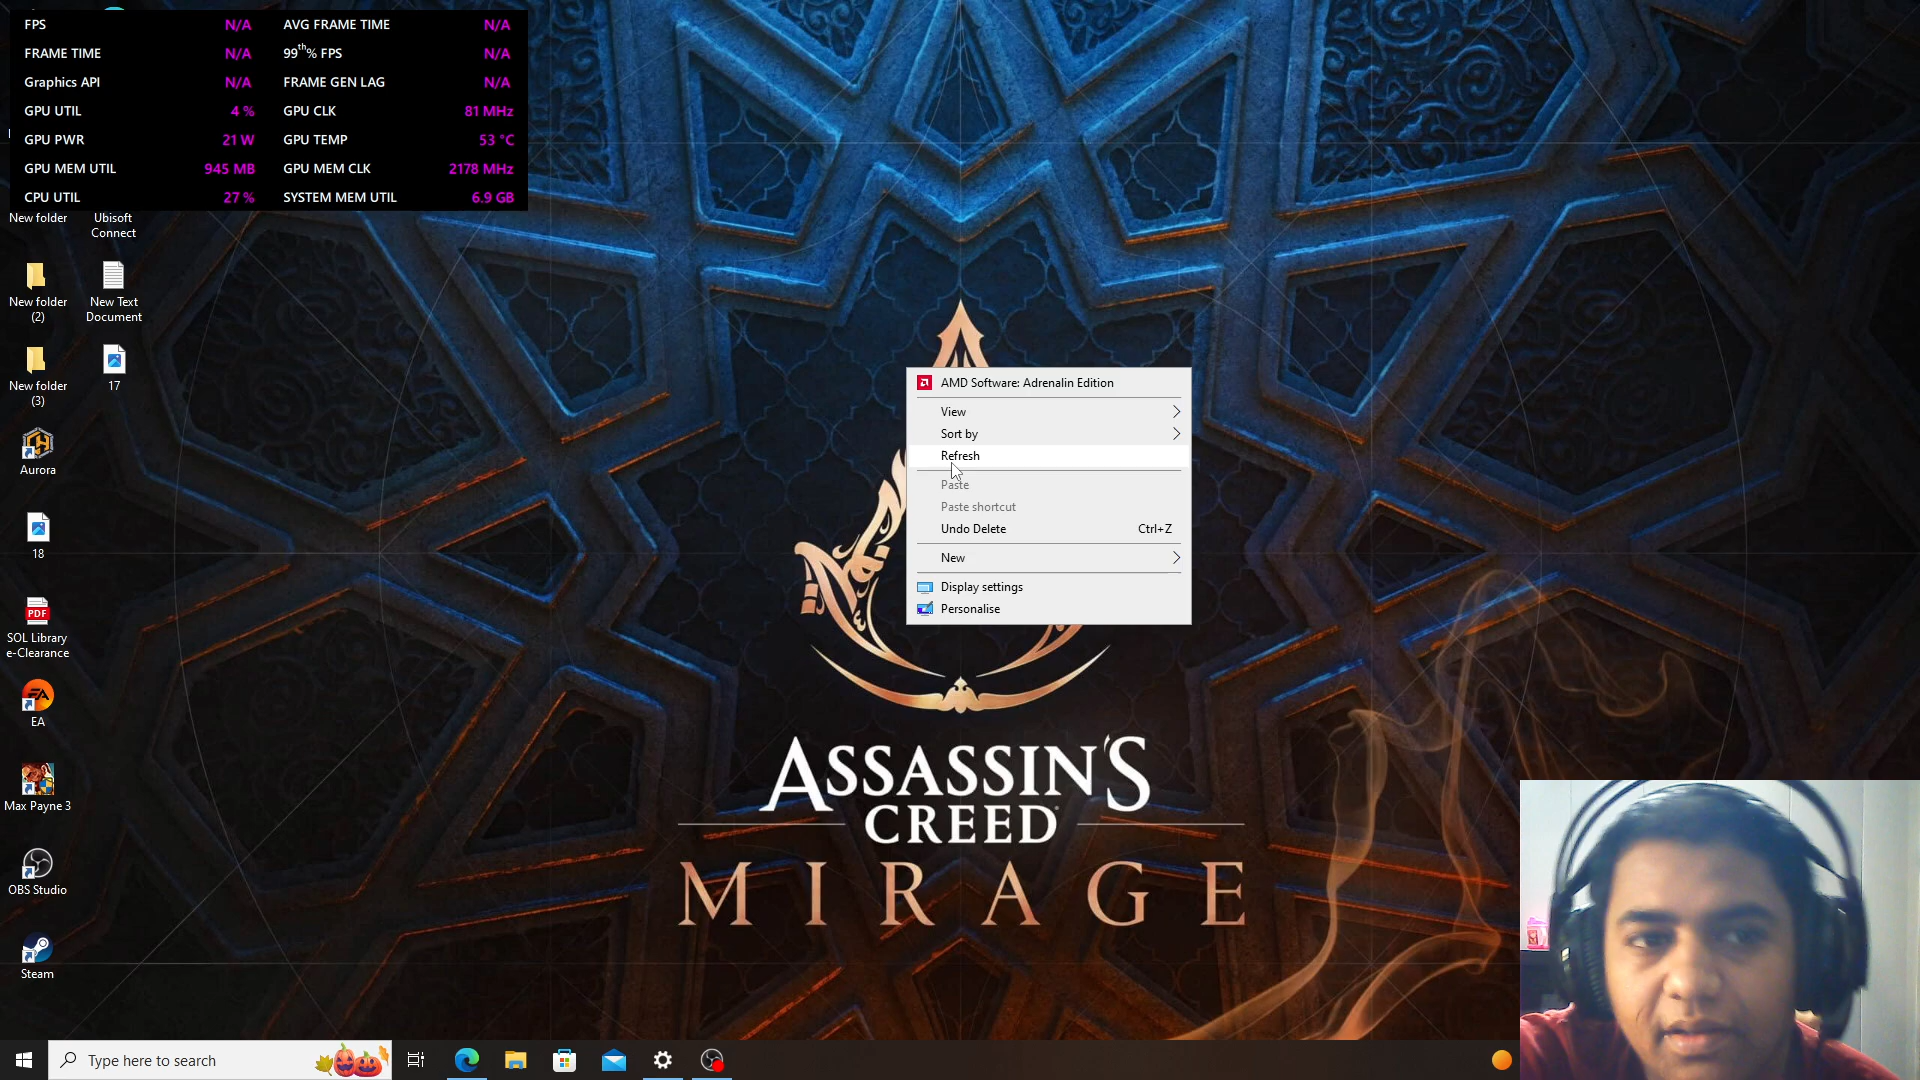 FPS N/A AVG FRAME TIME N/A
FRAME TIME N/A 99th% FPS N/A
Graphics API N/A FRAME GEN LAG N/A
GPU UTIL 4 % GPU CLK 81 MHz
GPU PWR 21 W GPU TEMP 53 °C
GPU MEM UTIL 945 MB GPU MEM CLK 2178 MHz
CPU UTIL 27 % SYSTEM MEM UTIL 6.9 GB
New folder
Ubisoft
Connect
New folder
(2)
New Text
Document
New folder
(3)
17
Aurora
18
PDF
SOL Library
e-Clearance
EA
EA
Max Payne 3
OBS Studio
Steam
AMD Software: Adrenalin Edition
View
Sort by
Refresh
Paste
Paste shortcut
Undo Delete Ctrl+Z
New
Display settings
Personalise
ASSASSIN'S
CREED
MIRAGE
Type here to search